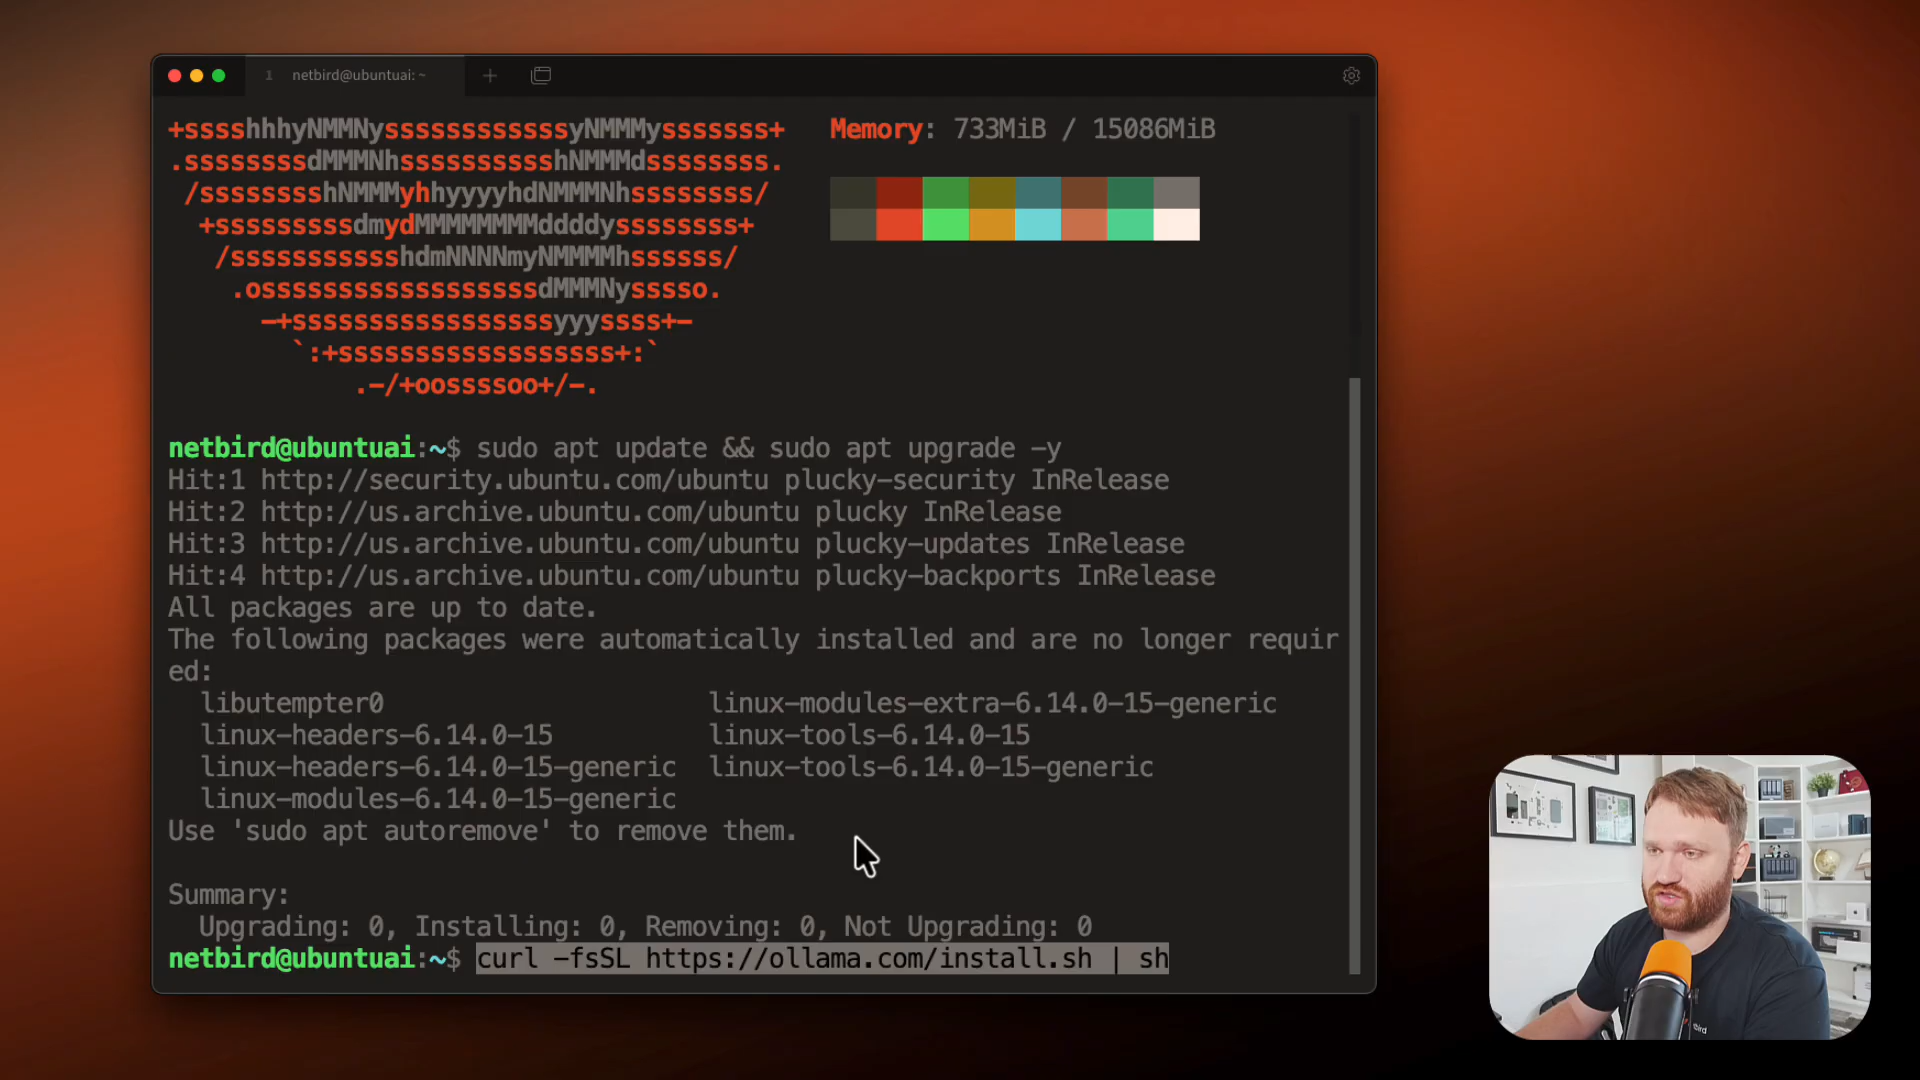 1 netbird@ubuntuai: ~
+sssshhhyNMMNyssssssssssssyNMMMysssssss+
Memory: 733MiB / 15086MiB
.ssssssssdMMMNhsssssssssshNMMMdssssssss.
/sssssssshNMMMyhhyyyyhdNMMMNhssssssss/
+sssssssssdmydMMMMMMMMddddyssssssss+
/ssssssssssshdmNNNNmyNMMMMhssssss/
.ossssssssssssssssssdMMMNysssso.
-+sssssssssssssssssyyyssss+-
`:+ssssssssssssssssss+:`
.-/+oossssoo+/-.
netbird@ubuntuai:~$ sudo apt update && sudo apt upgrade -y
Hit:1 http://security.ubuntu.com/ubuntu plucky-security InRelease
Hit:2 http://us.archive.ubuntu.com/ubuntu plucky InRelease
Hit:3 http://us.archive.ubuntu.com/ubuntu plucky-updates InRelease
Hit:4 http://us.archive.ubuntu.com/ubuntu plucky-backports InRelease
All packages are up to date.
The following packages were automatically installed and are no longer requir
ed:
libutempter0 linux-modules-extra-6.14.0-15-generic
linux-headers-6.14.0-15 linux-tools-6.14.0-15
linux-headers-6.14.0-15-generic linux-tools-6.14.0-15-generic
linux-modules-6.14.0-15-generic
Use 'sudo apt autoremove' to remove them.
Summary:
Upgrading: 0, Installing: 0, Removing: 0, Not Upgrading: 0
netbird@ubuntuai:~$ curl -fsSL https://ollama.com/install.sh | sh